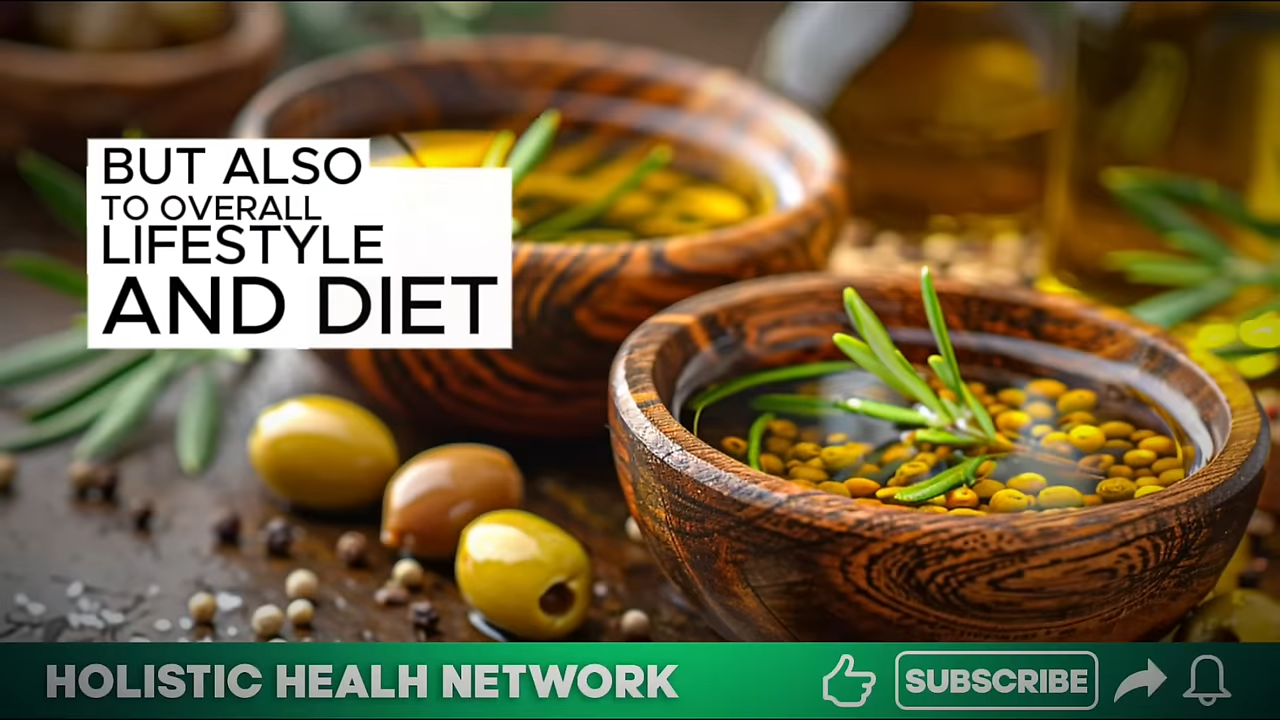 BUT ALSO
TO OVERALL
LIFESTYLE
AND DIET
HOLISTIC HEALH NETWORK
SUBSCRIBE